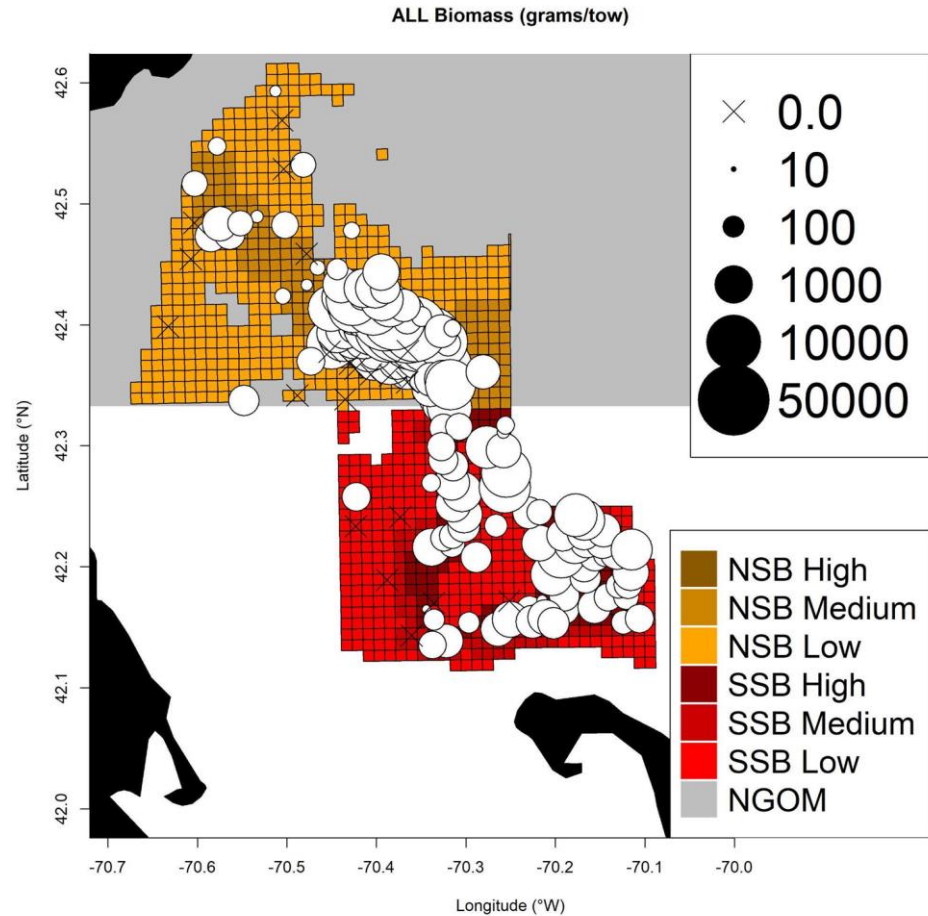 ALL Biomass (grams/tow)
0.0
10
100
1000
10000
50000
NSB High
NSB Medium
NSB Low
SSB High
SSB Medium
SSB Low
NGOM
Latitude (°N)
42.6
42.5
42.4
42.3
42.2
42.1
42.0
-70.7 -70.6 -70.5 -70.4 -70.3 -70.2 -70.1 -70.0
Longitude (°W)